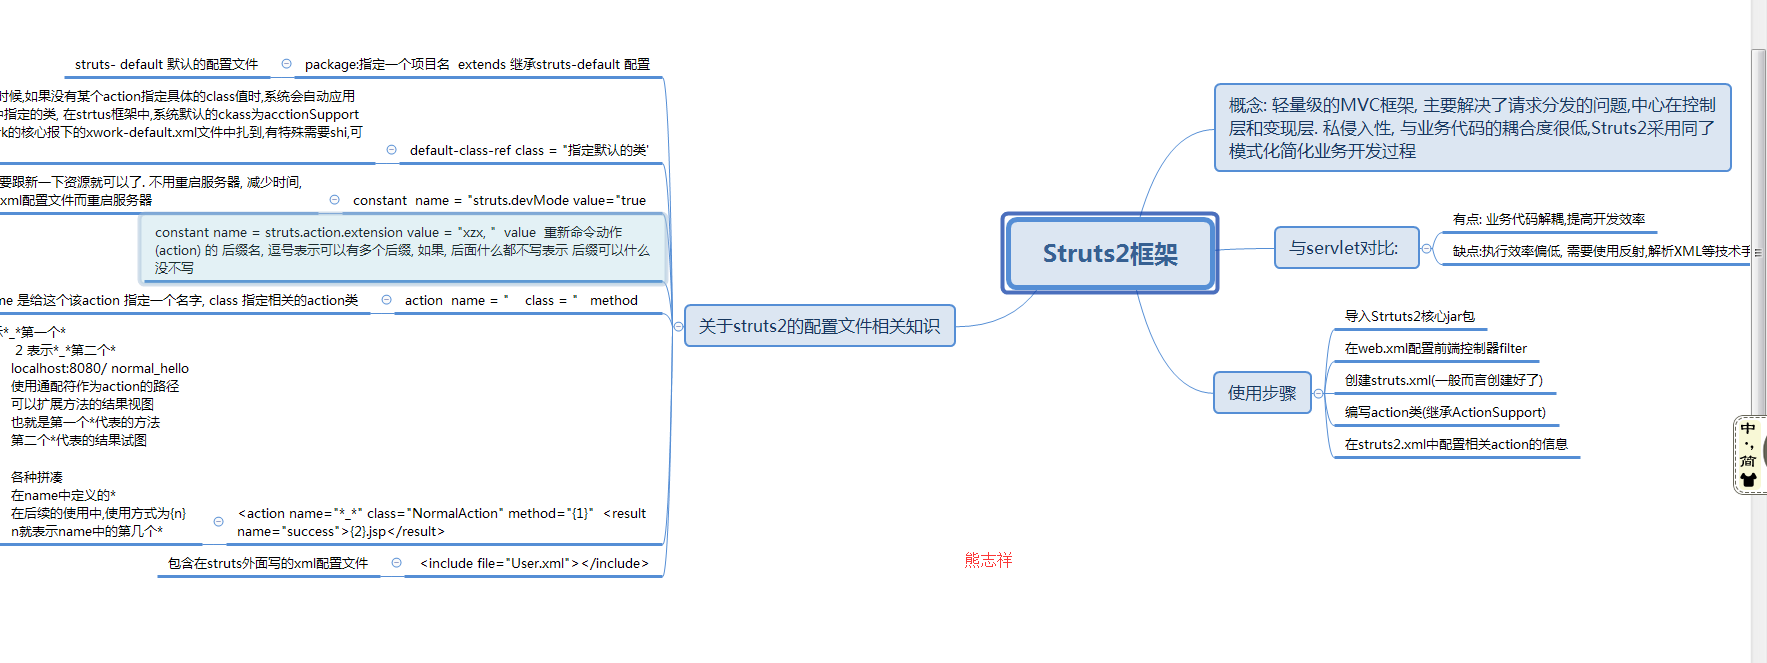 Struts2框架
概念: 轻量级的MVC框架, 主要解决了请求分发的问题,中心在控制
层和变现层. 私侵入性, 与业务代码的耦合度很低,Struts2采用同了
模式化简化业务开发过程
与servlet对比:
有点: 业务代码解耦,提高开发效率
缺点:执行效率偏低, 需要使用反射,解析XML等技术手
使用步骤
导入Strtuts2核心jar包
在web.xml配置前端控制器filter
创建struts.xml(一般而言创建好了)
编写action类(继承ActionSupport)
在struts2.xml中配置相关action的信息
关于struts2的配置文件相关知识
package:指定一个项目名 extends 继承struts-default 配置
struts- default 默认的配置文件
default-class-ref class = "指定默认的类'
时候,如果没有某个action指定具体的class值时,系统会自动应用
中指定的类, 在strtus框架中,系统默认的ckass为acctionSupport
rk的核心报下的xwork-default.xml文件中扎到,有特殊需要shi,可
constant name = "struts.devMode value="true
要跟新一下资源就可以了. 不用重启服务器, 减少时间,
xml配置文件而重启服务器
constant name = struts.action.extension value = "xzx, " value 重新命令动作
(action) 的 后缀名, 逗号表示可以有多个后缀, 如果, 后面什么都不写表示 后缀可以什么
没不写
action name = " class = " method
me 是给这个该action 指定一个名字, class 指定相关的action类
<action name="*_*" class="NormalAction" method="{1}" <result
name="success">{2}.jsp</result>
示*_*第一个*
2 表示*_*第二个*
localhost:8080/ normal_hello
使用通配符作为action的路径
可以扩展方法的结果视图
也就是第一个*代表的方法
第二个*代表的结果试图
各种拼凑
在name中定义的*
在后续的使用中,使用方式为{n}
n就表示name中的第几个*
<include file="User.xml"></include>
包含在struts外面写的xml配置文件
熊志祥
中
简